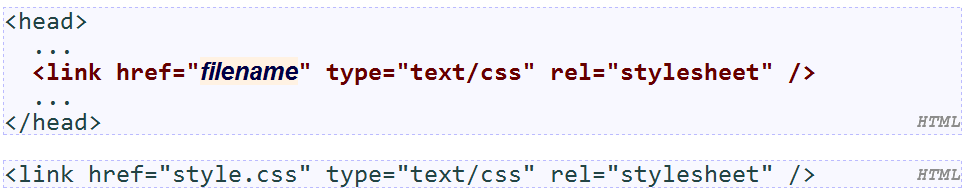 <head>
...
<link href="filename" type="text/css" rel="stylesheet" />
...
</head>
HTML
<link href="style.css" type="text/css" rel="stylesheet" />
HTML